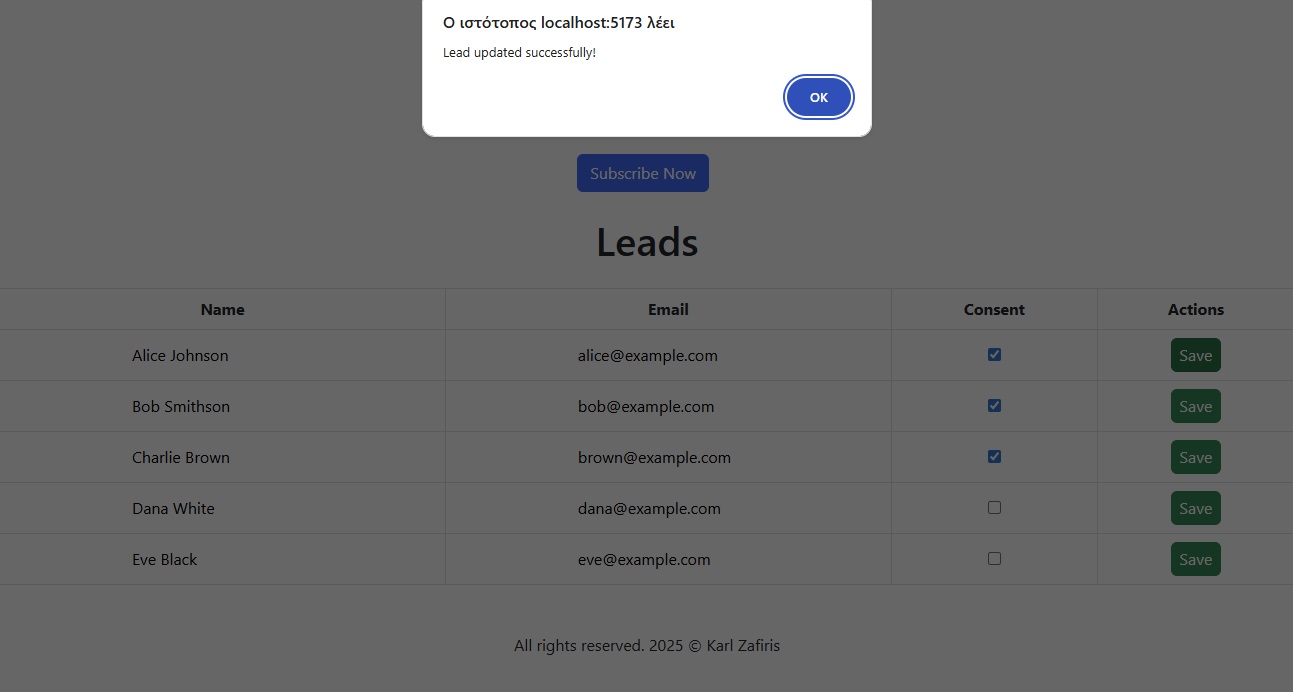 Ο ιστότοπος localhost:5173 λέει
Lead updated successfully!
OK
Subscribe Now
Leads
Name Email Consent Actions
Alice Johnson alice@example.com Save
Bob Smithson bob@example.com Save
Charlie Brown brown@example.com Save
Dana White dana@example.com Save
Eve Black eve@example.com Save
All rights reserved. 2025 © Karl Zafiris